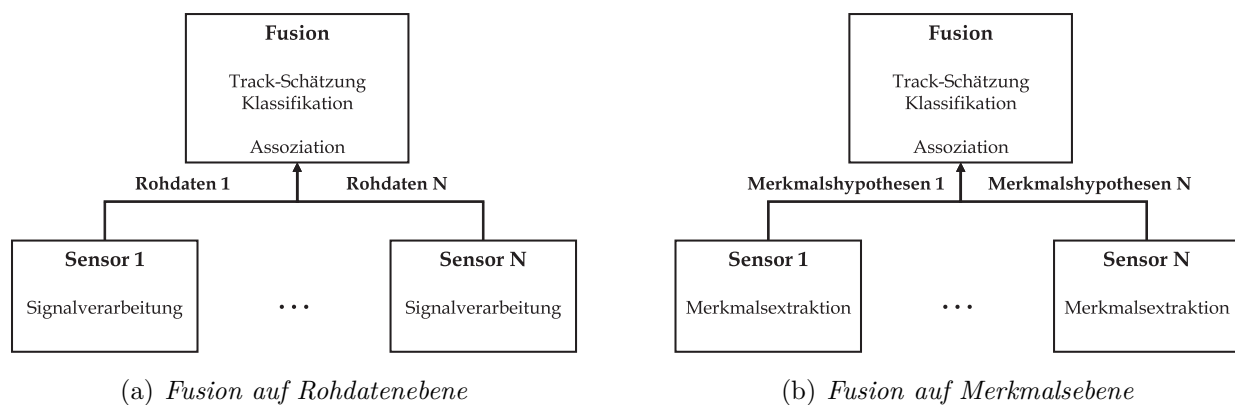 Fusion
Track-Schätzung
Klassifikation
Assoziation
Rohdaten 1
Rohdaten N
Sensor 1
Signalverarbeitung
...
Sensor N
Signalverarbeitung
(a) Fusion auf Rohdatenebene
Fusion
Track-Schätzung
Klassifikation
Assoziation
Merkmalshypothesen 1
Merkmalshypothesen N
Sensor 1
Merkmalsextraktion
...
Sensor N
Merkmalsextraktion
(b) Fusion auf Merkmalsebene